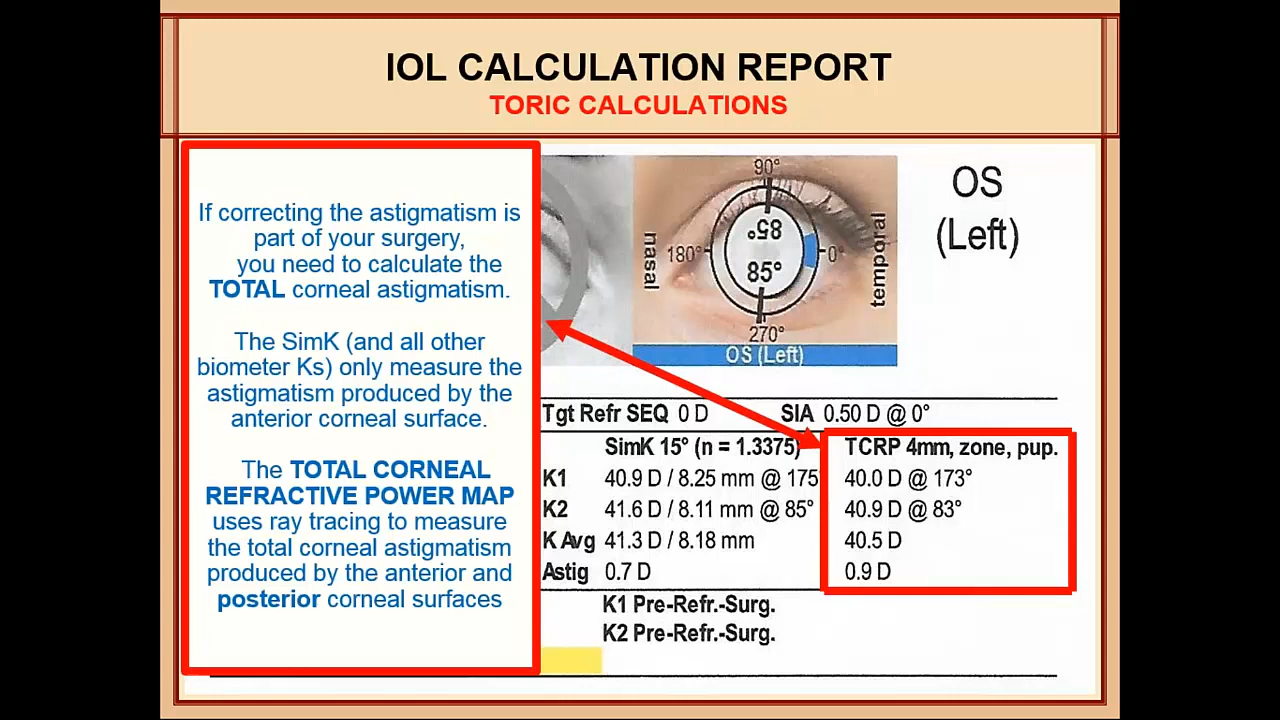 IOL CALCULATION REPORT
TORIC CALCULATIONS
If correcting the astigmatism is
part of your surgery,
you need to calculate the
TOTAL corneal astigmatism.
The SimK (and all other
biometer Ks) only measure the
astigmatism produced by the
anterior corneal surface.
The TOTAL CORNEAL
REFRACTIVE POWER MAP
uses ray tracing to measure
the total corneal astigmatism
produced by the anterior and
posterior corneal surfaces
90°
85°
nasal
180°
0°
temporal
85°
270°
OS (Left)
OS
(Left)
Tgt Refr SEQ 0 D SIA 0.50 D @ 0°
SimK 15° (n = 1.3375) TCRP 4mm, zone, pup.
K1 40.9 D / 8.25 mm @ 175 40.0 D @ 173°
K2 41.6 D / 8.11 mm @ 85° 40.9 D @ 83°
K Avg 41.3 D / 8.18 mm 40.5 D
Astig 0.7 D 0.9 D
K1 Pre-Refr.-Surg.
K2 Pre-Refr.-Surg.